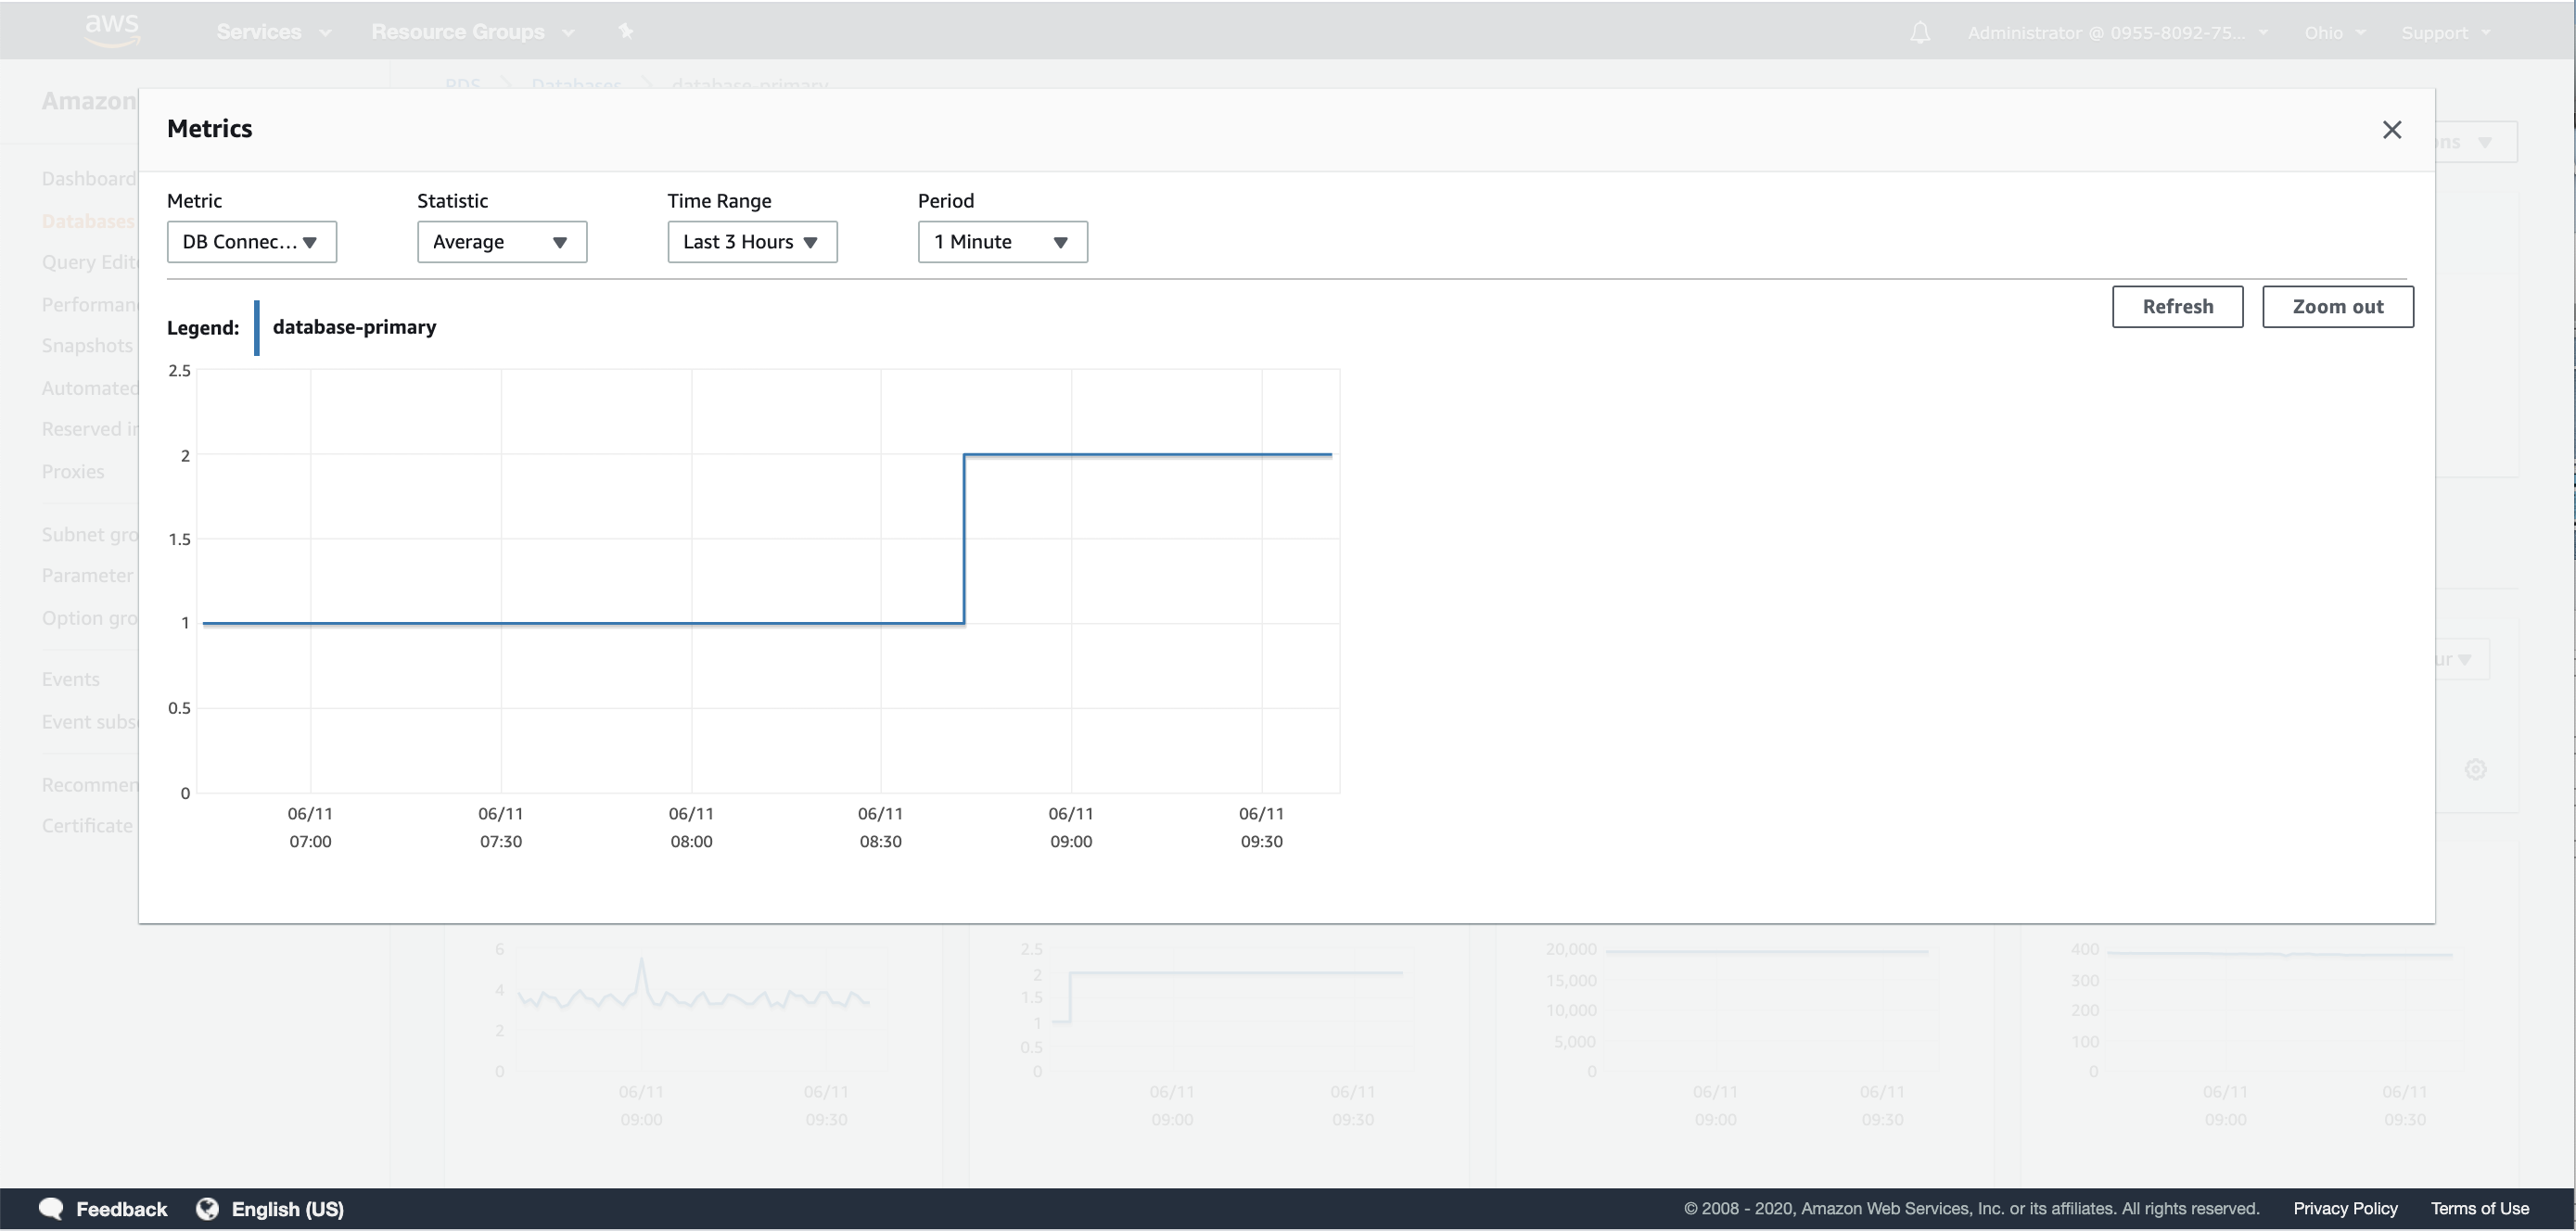 aws
Services
Resource Groups
Administrator @ 0955-8092-75...
Ohio
Support
RDS
Databases
database-primary
Amazon
Metrics
Dashboard
Databases
Query Edit
Performan
Snapshots
Automated
Reserved i
Proxies
Subnet gro
Parameter
Option gro
Events
Event subs
Recommen
Certificate
Metric
Statistic
Time Range
Period
DB Connec...
Average
Last 3 Hours
1 Minute
Refresh
Zoom out
Legend:
database-primary
2.5
2
1.5
1
0.5
0
06/11 06/11 06/11 06/11 06/11 06/11
07:00 07:30 08:00 08:30 09:00 09:30
6
4
2
0
06/11 06/11
09:00 09:30
2.5
2
1.5
1
0.5
0
06/11 06/11
09:00 09:30
20,000
15,000
10,000
5,000
0
06/11 06/11
09:00 09:30
400
300
200
100
0
06/11 06/11
09:00 09:30
Feedback
English (US)
© 2008 - 2020, Amazon Web Services, Inc. or its affiliates. All rights reserved.
Privacy Policy
Terms of Use